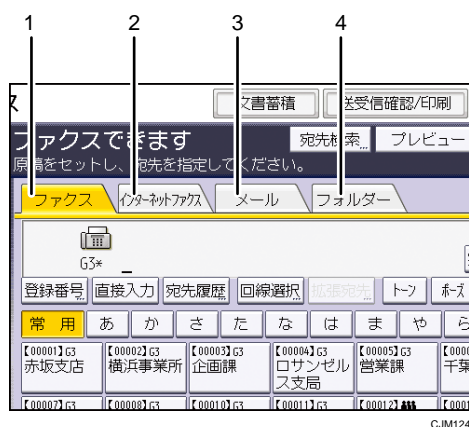 1 2 3 4
ス 文書蓄積 送受信確認/印刷
ファクスできます 宛先検索 プレビュー
原稿をセットし、宛先を指定してください。
ファクス インターネットファクス メール フォルダー
G3* _
登録番号 直接入力 宛先履歴 回線選択 拡張宛先 トーン ポーズ
常用 あ か さ た な は ま や ら
【00001】G3 【00002】G3 【00003】G3 【00004】G3 【00005】G3 【0000
赤坂支店 横浜事業所 企画課 ロサンゼル 営業課 千葉
ス支局
【00007】G3 【00008】G3 【00010】G3 【00011】G3 【00012】 【0001
CJM124